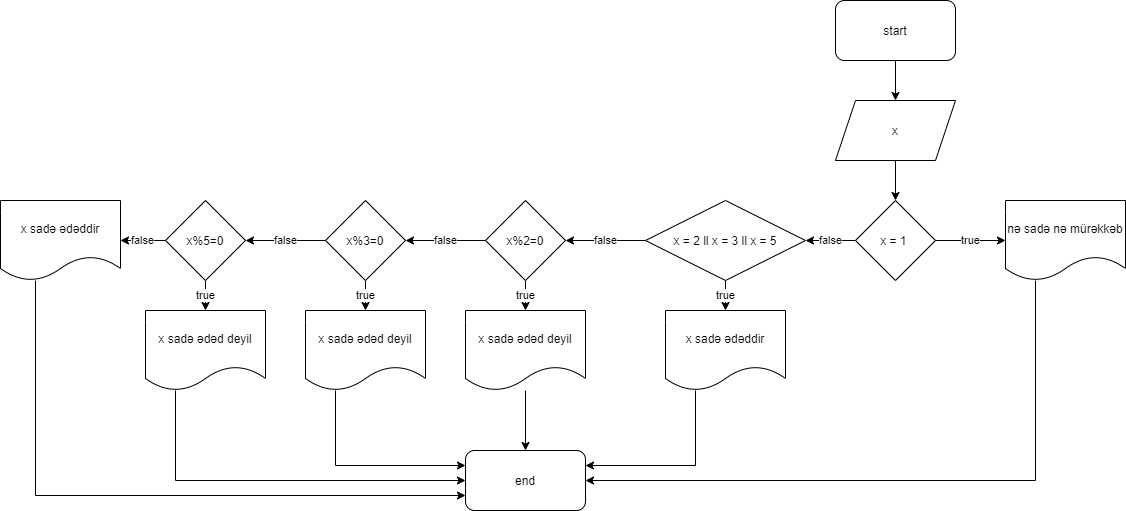 start
x
x = 1
true
nə sadə nə mürəkkəb
false
x = 2 || x = 3 || x = 5
true
x sadə ədəddir
false
x%2=0
true
x sadə ədəd deyil
false
x%3=0
true
x sadə ədəd deyil
false
x%5=0
true
x sadə ədəd deyil
false
x sadə ədəddir
end